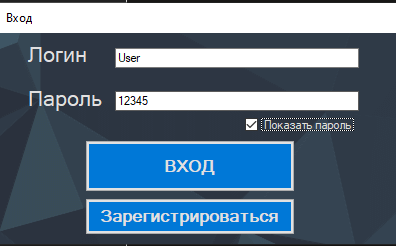 Вход
Логин User
Пароль 12345
Показать пароль
ВХОД
Зарегистрироваться